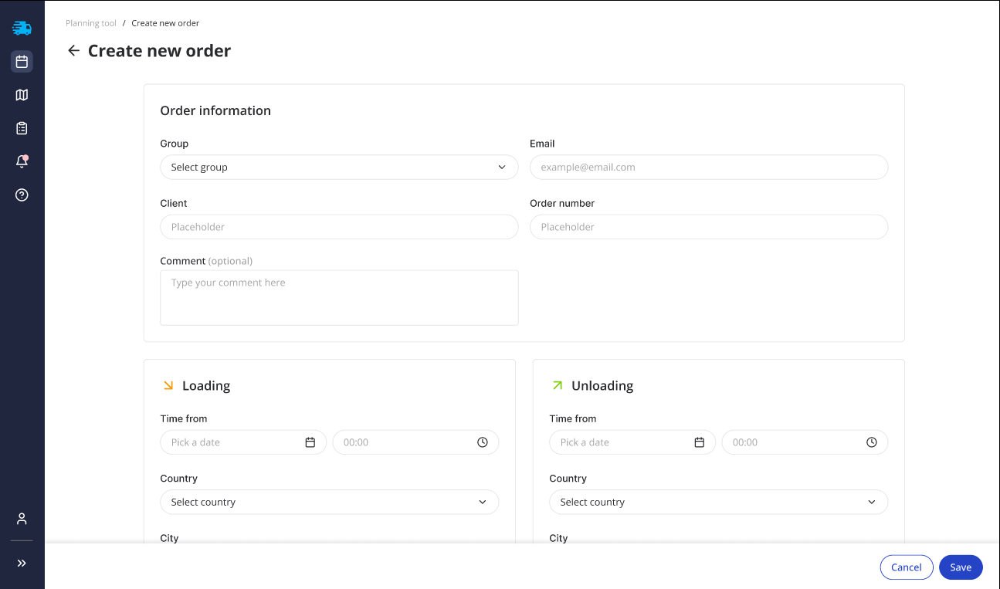 Planning tool / Create new order
Create new order
Order information
Group
Email
Select group
example@email.com
Client
Order number
Placeholder
Placeholder
Comment (optional)
Type your comment here
Loading
Unloading
Time from
Time from
Pick a date
00:00
Pick a date
00:00
Country
Country
Select country
Select country
City
City
Cancel
Save